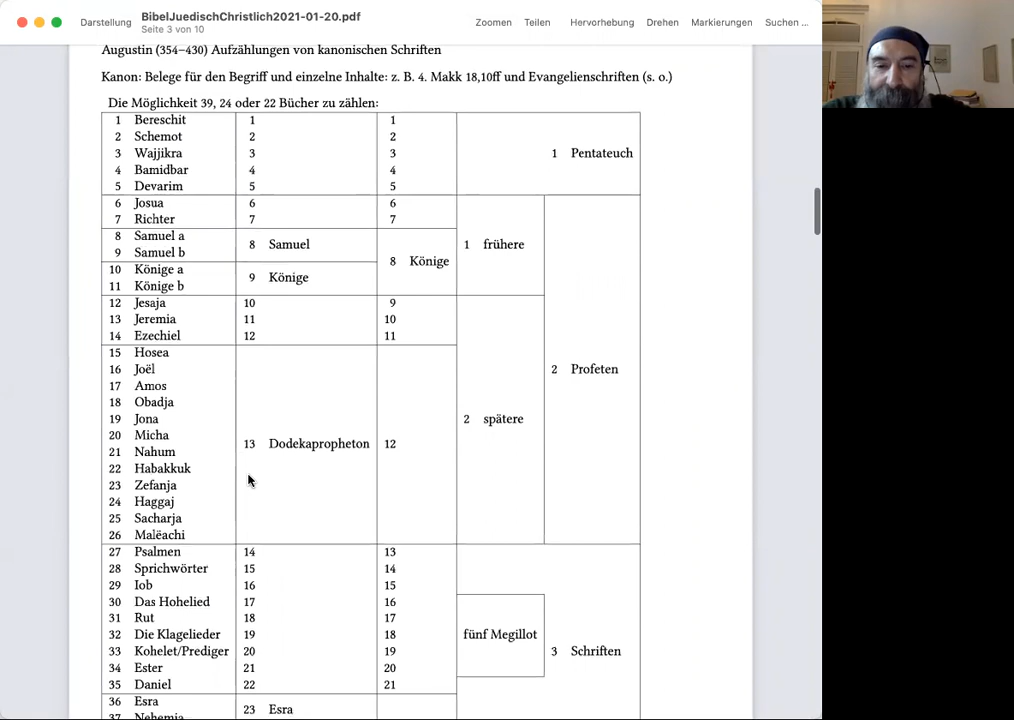 BibelJuedischChristlich2021-01-20.pdf
Seite 3 von 10
Darstellung
Zoomen Teilen Hervorhebung Drehen Markierungen Suchen ...
Augustin (354–430) Aufzählungen von kanonischen Schriften
Kanon: Belege für den Begriff und einzelne Inhalte: z. B. 4. Makk 18,10ff und Evangelienschriften (s. o.)
Die Möglichkeit 39, 24 oder 22 Bücher zu zählen:
1 Bereschit 1 1
2 Schemot 2 2
3 Wajjikra 3 3 1 Pentateuch
4 Bamidbar 4 4
5 Devarim 5 5
6 Josua 6 6
7 Richter 7 7
8 Samuel a
8 Samuel 1 frühere
9 Samuel b
8 Könige
10 Könige a
9 Könige
11 Könige b
12 Jesaja 10 9
13 Jeremia 11 10
14 Ezechiel 12 11
15 Hosea
16 Joël 2 Profeten
17 Amos
18 Obadja
19 Jona 2 spätere
20 Micha 13 Dodekapropheton 12
21 Nahum
22 Habakkuk
23 Zefanja
24 Haggaj
25 Sacharja
26 Malëachi
27 Psalmen 14 13
28 Sprichwörter 15 14
29 Iob 16 15
30 Das Hohelied 17 16
31 Rut 18 17
32 Die Klagelieder 19 18 fünf Megillot
33 Kohelet/Prediger 20 19 3 Schriften
34 Ester 21 20
35 Daniel 22 21
36 Esra
23 Esra
37 Nehemia